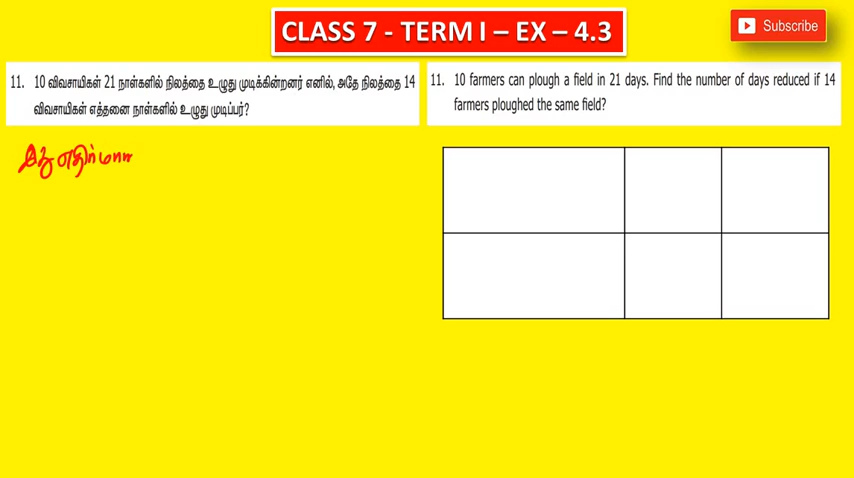 CLASS 7 - TERM I – EX – 4.3
Subscribe
11. 10 விவசாயிகள் 21 நாள்களில் நிலத்தை உழுது முடிக்கின்றனர் எனில், அதே நிலத்தை 14
விவசாயிகள் எத்தனை நாள்களில் உழுது முடிப்பர்?
11. 10 farmers can plough a field in 21 days. Find the number of days reduced if 14
farmers ploughed the same field?
இது எதிர்மா